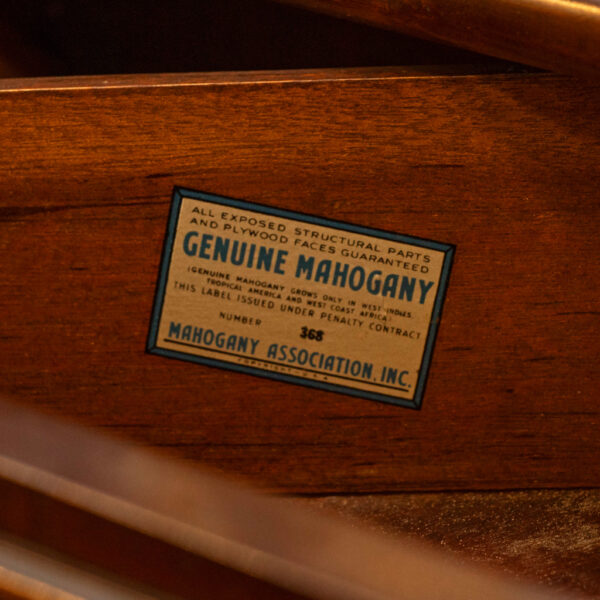 ALL EXPOSED STRUCTURAL PARTS
AND PLYWOOD FACES GUARANTEED
GENUINE MAHOGANY
(GENUINE MAHOGANY GROWS ONLY IN WEST INDIES,
TROPICAL AMERICA AND WEST COAST AFRICA)
THIS LABEL ISSUED UNDER PENALTY CONTRACT
NUMBER 368
MAHOGANY ASSOCIATION, INC.
COPYRIGHT - U.S.A.